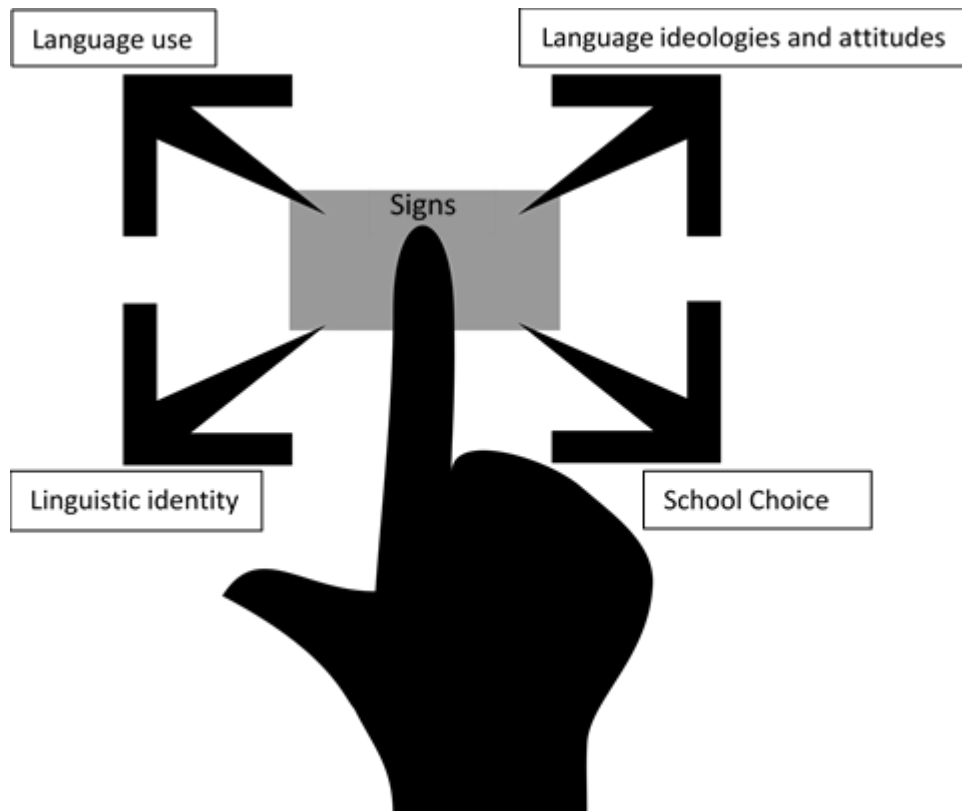 Language use
Language ideologies and attitudes
Signs
Linguistic identity
School Choice